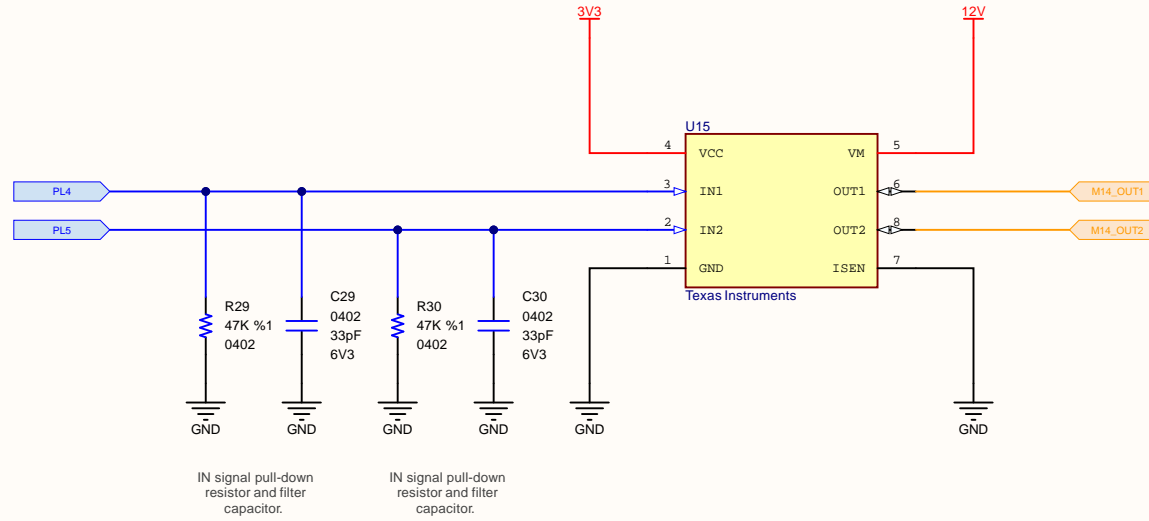 3V3
12V
U15
4
VCC
VM
5
PL4
3
IN1
OUT1
6
M14_OUT1
PL5
2
IN2
OUT2
8
M14_OUT2
1
GND
ISEN
7
Texas Instruments
R29
47K %1
0402
C29
0402
33pF
6V3
R30
47K %1
0402
C30
0402
33pF
6V3
GND
GND
GND
GND
GND
GND
IN signal pull-down
resistor and filter
capacitor.
IN signal pull-down
resistor and filter
capacitor.